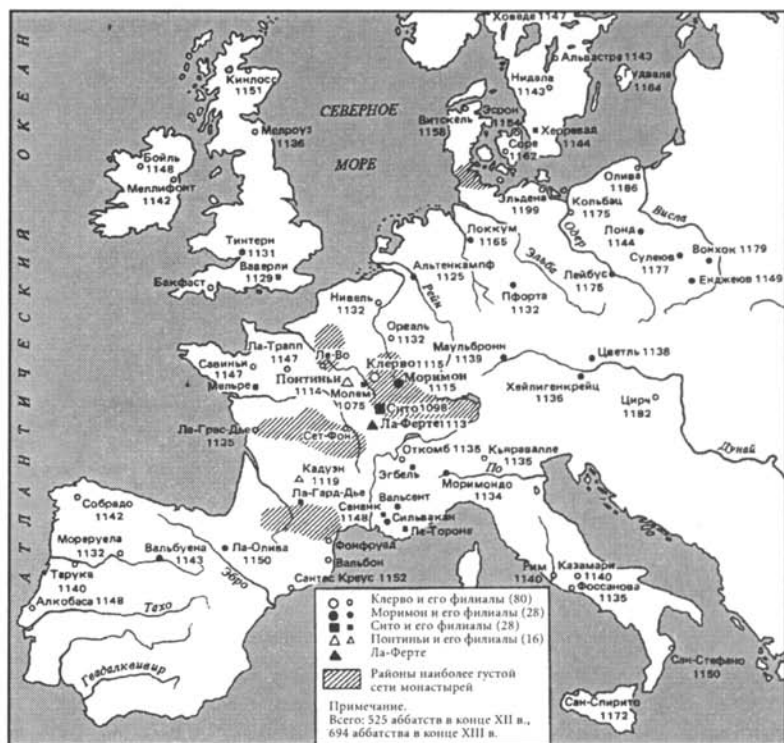 АТЛАНТИЧЕСКИЙ ОКЕАН
СЕВЕРНОЕ
МОРЕ
Ховеде 1147
Альвастра 1143
Нидала
1143
Гудвала
1164
Кинлосс
1151
Мелроуз
1136
Витскель
1158
Эсром
1154
Соре
1162
Херревад
1144
Бойль
1148
Меллифонт
1142
Олива
1186
Эльдена
1199
Кольбац
1175
Висла
Одер
Лонд
1144
Вонхок 1179
Сулеюв
1177
Енджеюв 1149
Локкум
1165
Эльба
Лейбус
1175
Тинтерн
1131
Ваверли
1129
Бакфаст
Альтенкампф
1125
Рейн
Пфорта
1132
Нивель
1132
Ореаль
1132
Маульбронн
1139
Цветль 1138
Хейлигенкрейц
1136
Цирч
1182
Ла-Трапп
1147
Савиньи
1147
Мельре
Ле-Во
Клерво 1115
Понтиньи
1114
Моримон
1115
Молем
1075
Сито 1098
Ла-Ферте 1113
Ла-Грас-Дье
1135
Сет-Фон
Дунай
Откомб 1135
Кьяравалле
1135
По
Эгбель
Моримондо
1134
Кадуэн
1119
Ла-Гард-Дье
Вальсент
Сенанк
1148
Сильвакан
Ле-Тороне
Собрадо
1142
Мореруела
1132
Вальбуена
1143
Ла-Олива
1150
Фонфруад
Вальбон
Сантес Креус 1152
Эбро
Тарука
1140
Алкобаса 1148
Тахо
Гвадалквивир
Рим
1140
Казамари
1140
Фоссанова
1135
Сан-Стефано
1150
Сан-Спирито
1172
Клерво и его филиалы (80)
Моримон и его филиалы (28)
Сито и его филиалы (28)
Понтиньи и его филиалы (16)
Ла-Ферте
Районы наиболее густой
сети монастырей
Примечание.
Всего: 525 аббатств в конце XII в.,
694 аббатства в конце XIII в.